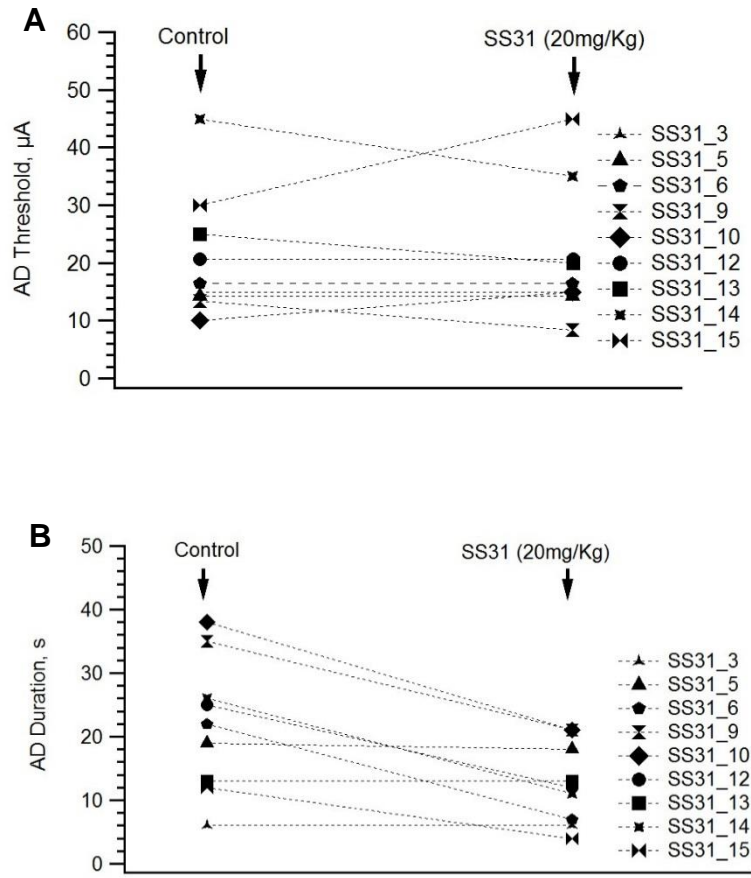 A
Control
SS31 (20mg/Kg)
AD Threshold, µA
60
50
40
30
20
10
0
SS31_3
SS31_5
SS31_6
SS31_9
SS31_10
SS31_12
SS31_13
SS31_14
SS31_15
B
Control
SS31 (20mg/Kg)
AD Duration, s
50
40
30
20
10
0
SS31_3
SS31_5
SS31_6
SS31_9
SS31_10
SS31_12
SS31_13
SS31_14
SS31_15